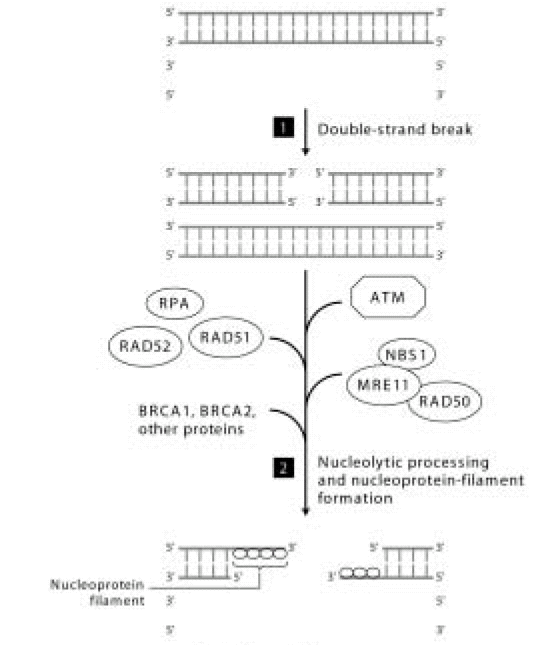 5' 3'
3' 5'
3' 5'
5' 3'
1 Double-strand break
5' 3' 5' 3'
3' 5' 3' 5'
3' 5'
5' 3'
ATM
RPA
RAD51
RAD52
NBS1
MRE11
RAD50
BRCA1, BRCA2,
other proteins
2 Nucleolytic processing
and nucleoprotein-filament
formation
5' 3' 5' 3'
3' 5' 3' 5'
Nucleoprotein
filament
3' 5'
5' 3'